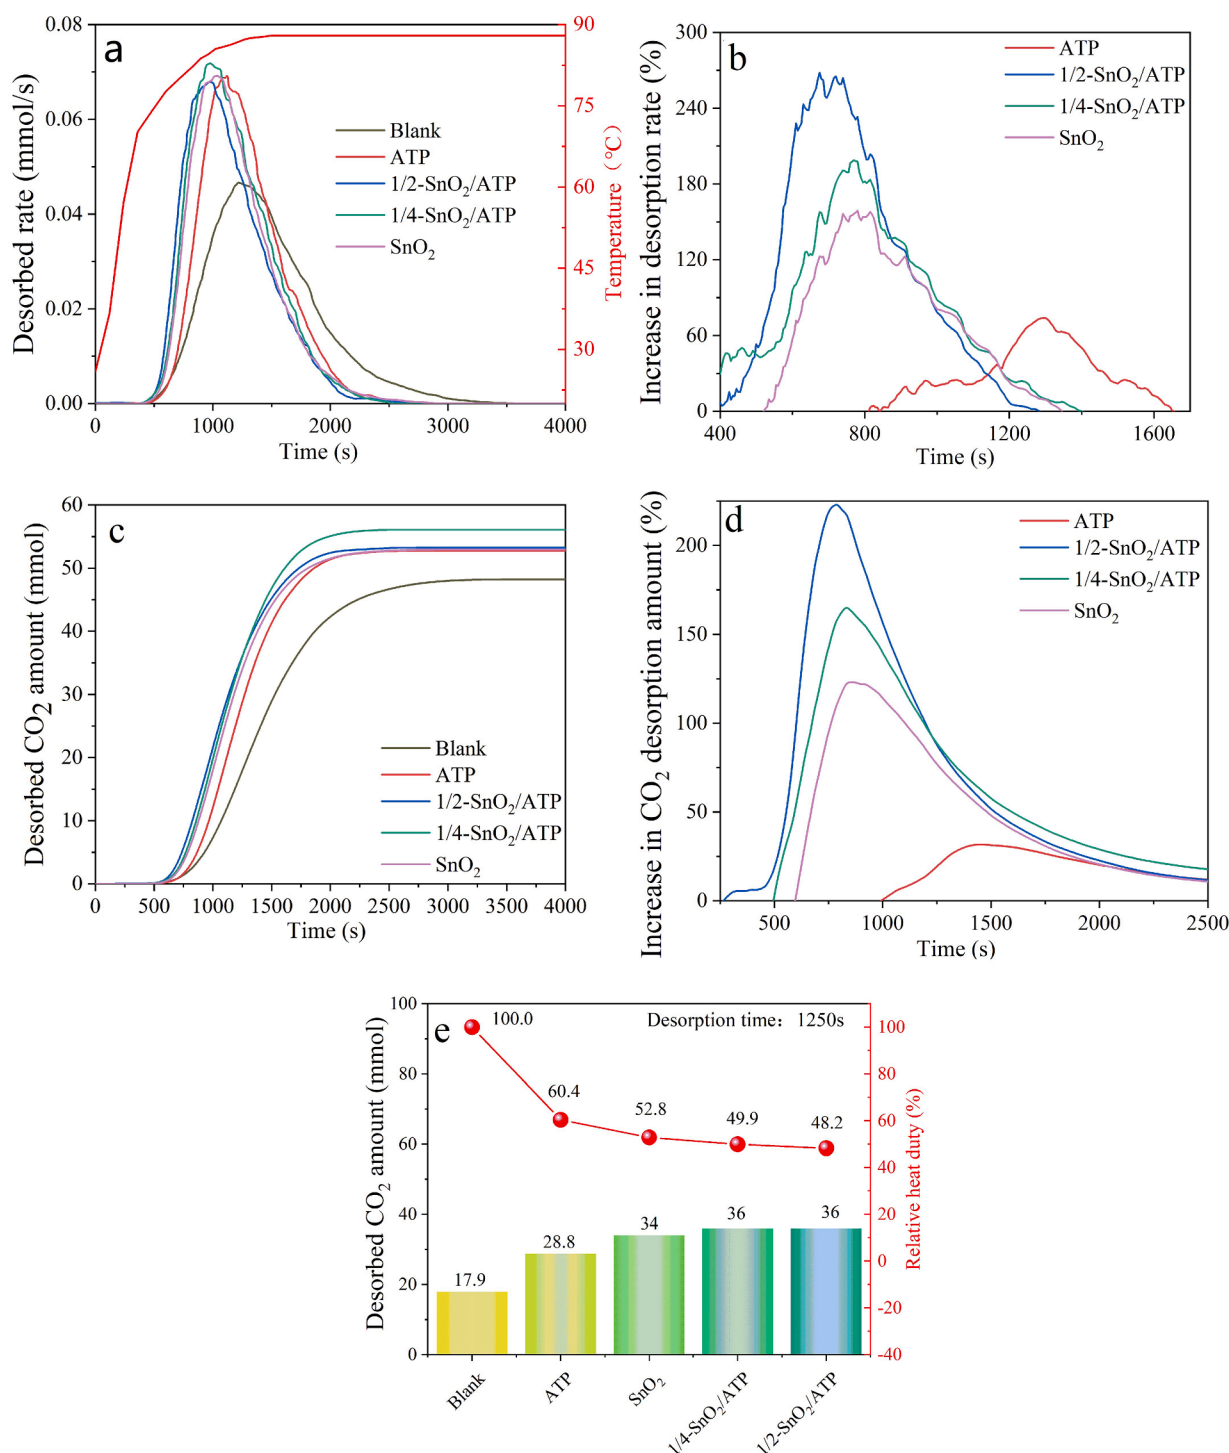 a
Desorbed rate (mmol/s)
0.08
0.06
0.04
0.02
0.00
0
1000
2000
3000
4000
Time (s)
90
75
60
45
30
Temperature (°C)
Blank
ATP
1/2-SnO₂/ATP
1/4-SnO₂/ATP
SnO₂
b
Increase in desorption rate (%)
300
240
180
120
60
0
400
800
1200
1600
Time (s)
ATP
1/2-SnO₂/ATP
1/4-SnO₂/ATP
SnO₂
c
Desorbed CO2 amount (mmol)
60
50
40
30
20
10
0
0
500
1000
1500
2000
2500
3000
3500
4000
Time (s)
Blank
ATP
1/2-SnO₂/ATP
1/4-SnO₂/ATP
SnO₂
d
Increase in CO₂ desorption amount (%)
200
150
100
50
0
500
1000
1500
2000
2500
Time (s)
ATP
1/2-SnO₂/ATP
1/4-SnO₂/ATP
SnO₂
e
Desorption time: 1250s
Desorbed CO₂ amount (mmol)
100
80
60
40
20
0
100.0
60.4
52.8
49.9
48.2
17.9
28.8
34
36
36
Blank
ATP
SnO₂
1/4-SnO₂/ATP
1/2-SnO₂/ATP
100
80
60
40
20
0
-20
-40
Relative heat duty (%)